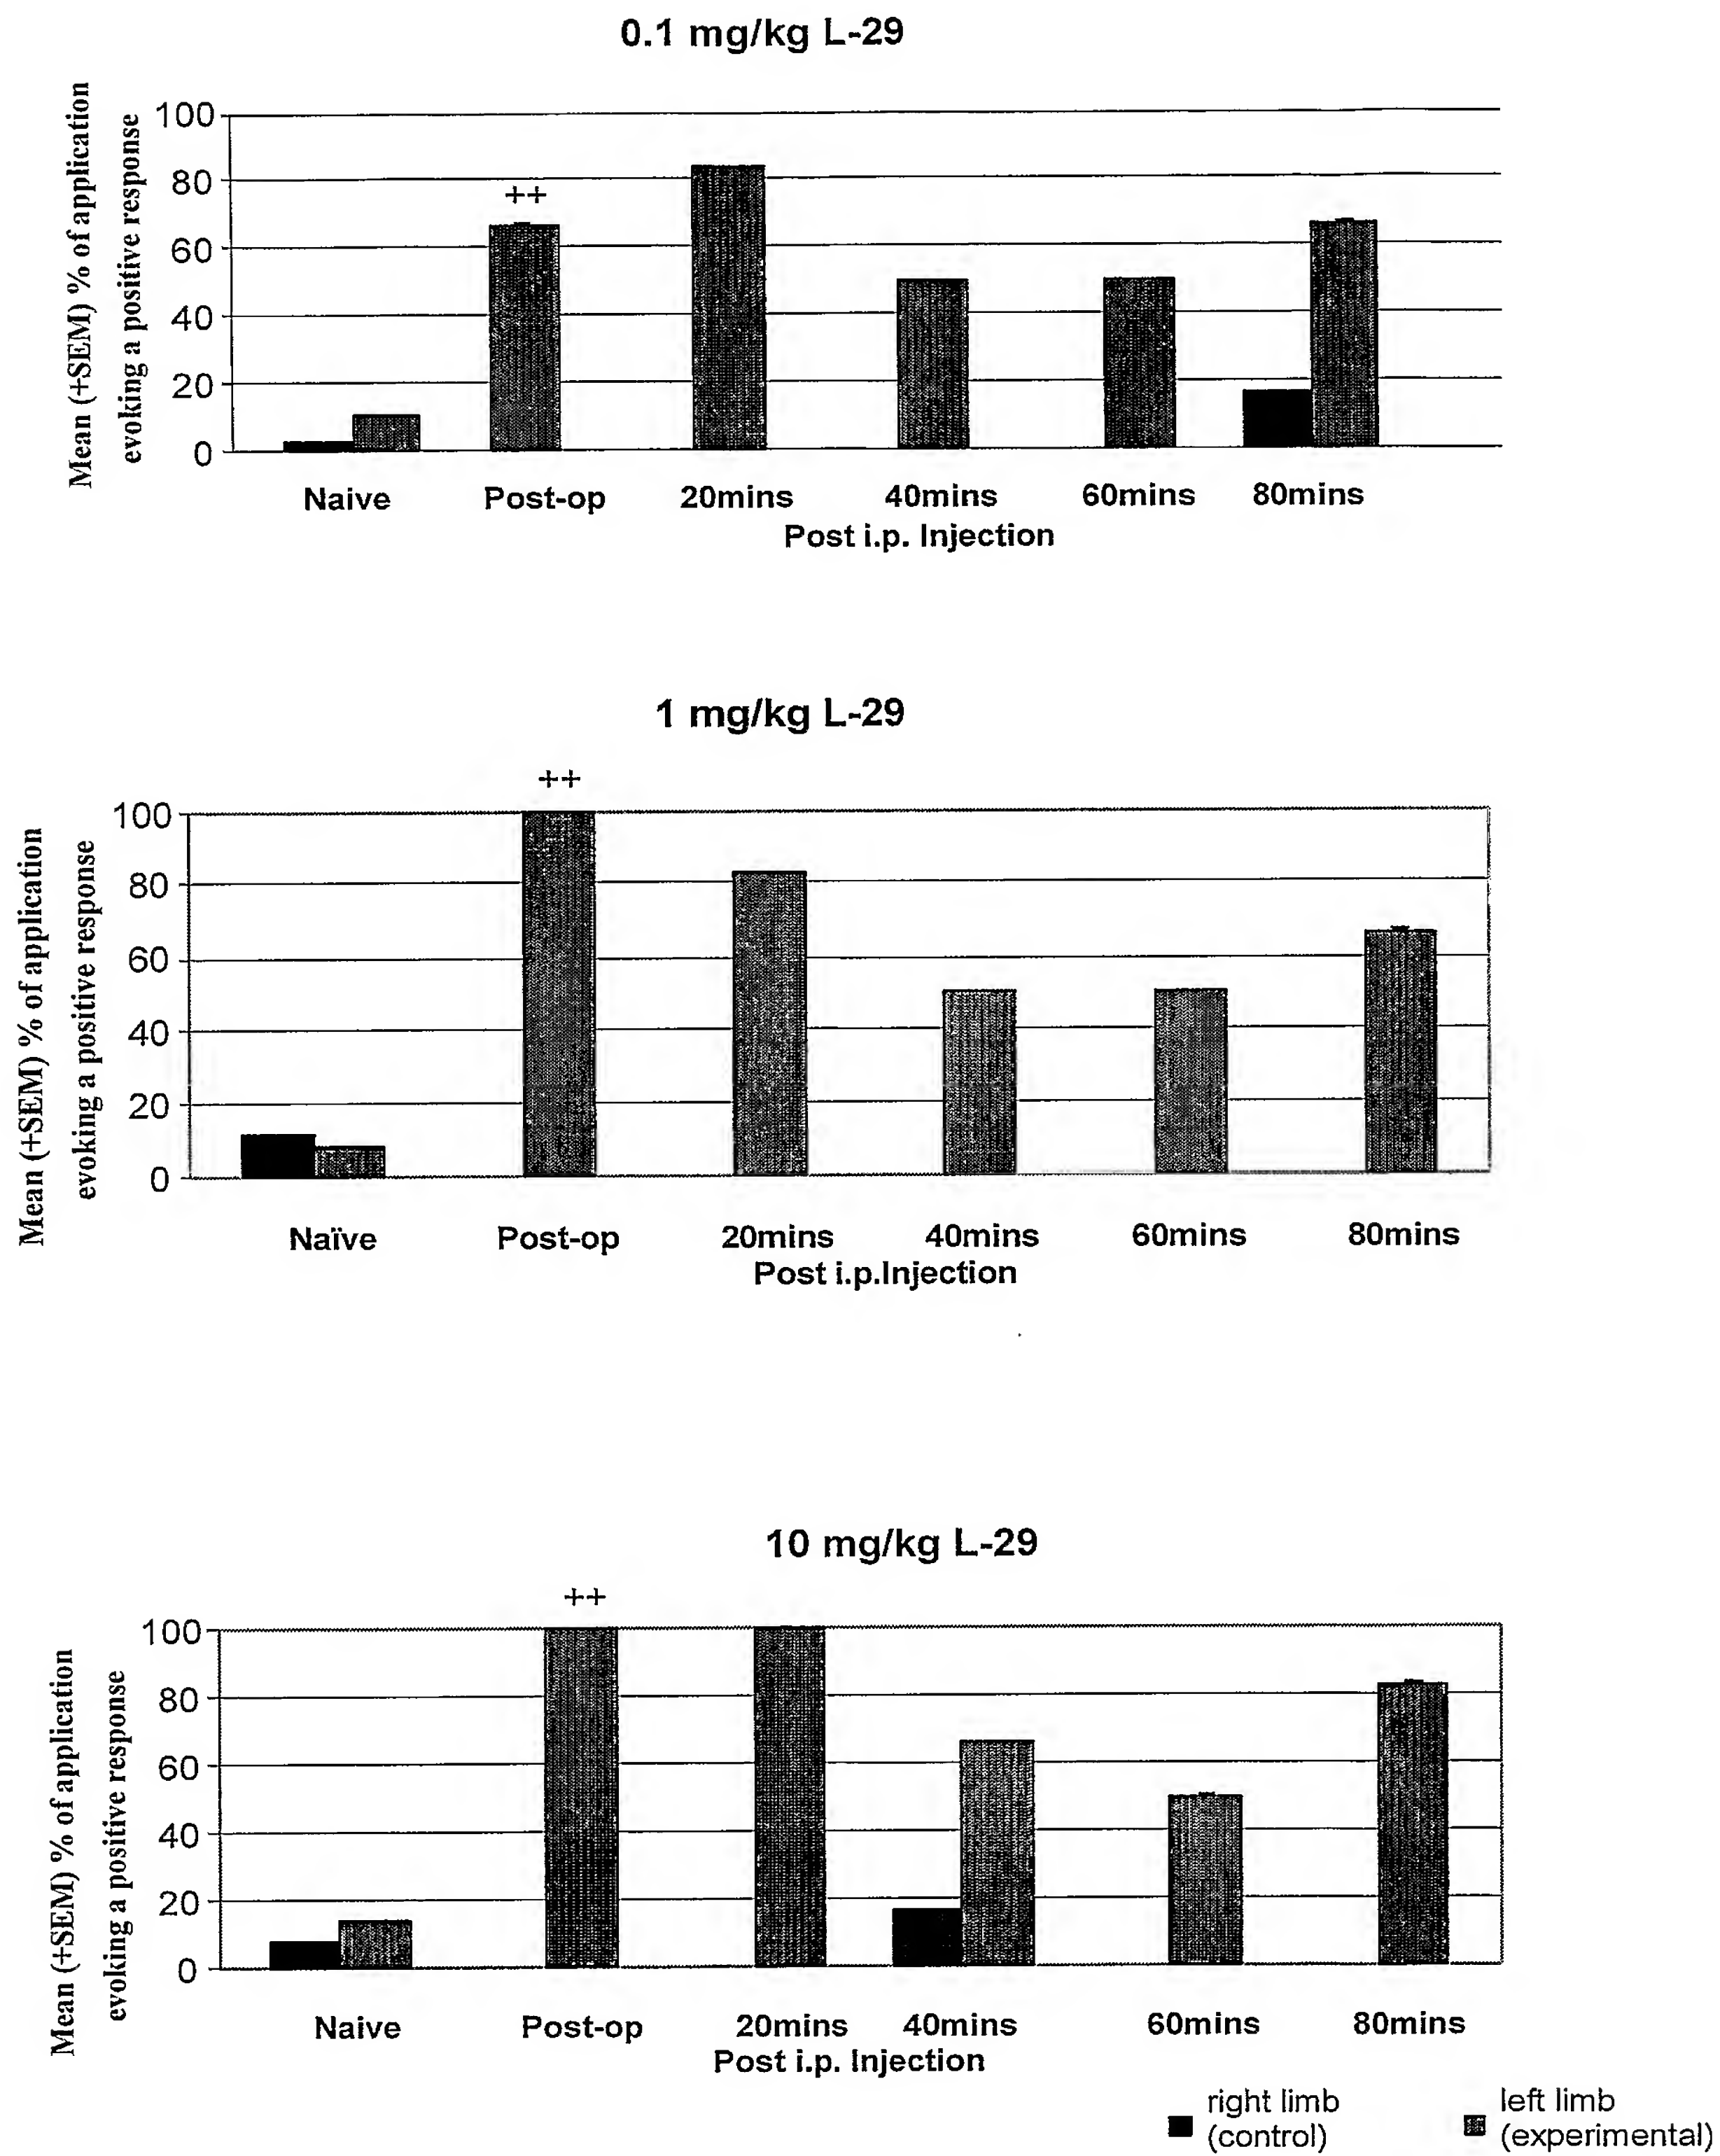 0.1 mg/kg L-29
Mean (+SEM) % of application
evoking a positive response
100
80
60
40
20
0
++
Naive Post-op 20mins 40mins 60mins 80mins
Post i.p. Injection
1 mg/kg L-29
Mean (+SEM) % of application
evoking a positive response
100
80
60
40
20
0
++
Naïve Post-op 20mins 40mins 60mins 80mins
Post i.p.Injection
10 mg/kg L-29
Mean (+SEM) % of application
evoking a positive response
100
80
60
40
20
0
++
Naive Post-op 20mins 40mins 60mins 80mins
Post i.p. Injection
right limb
(control)
left limb
(experimental)